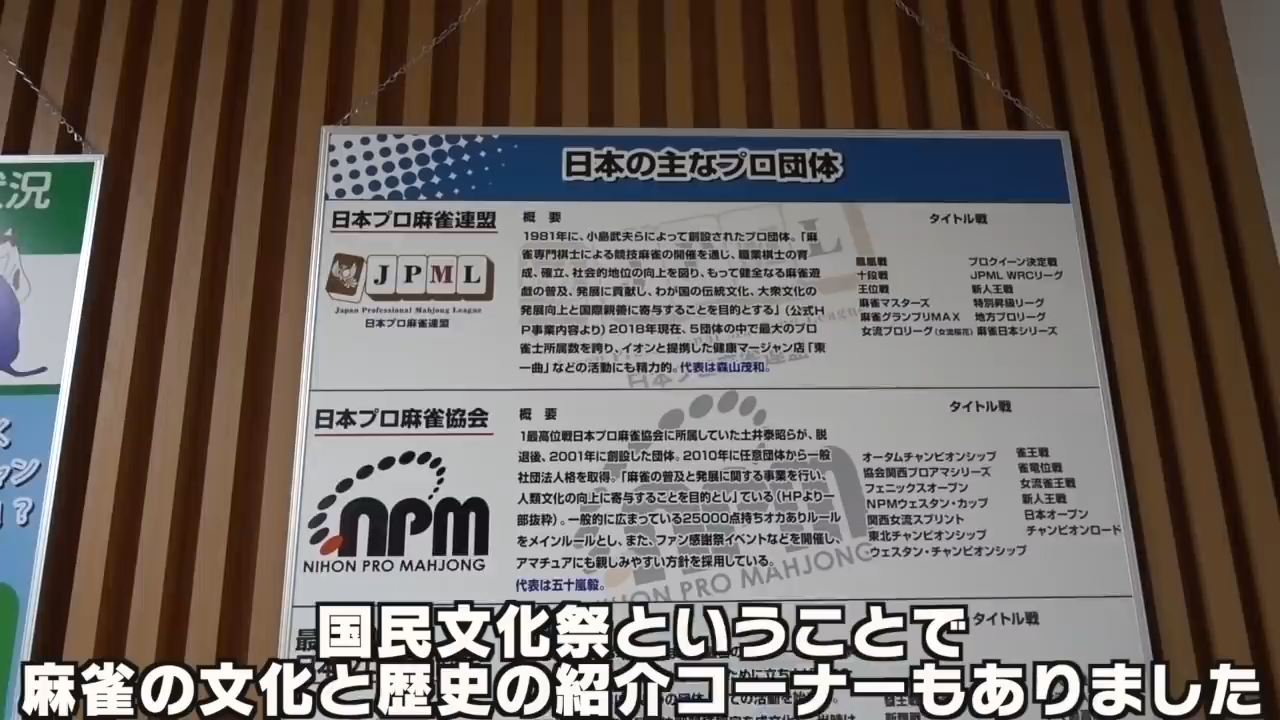 状況
日本の主なプロ団体
日本プロ麻雀連盟
JPML
Japan Professional Mahjong League
日本プロ麻雀連盟
概 要
1981年に、小島武夫らによって創設されたプロ団体。「麻
雀専門棋士による競技麻雀の開催を通じ、職業棋士の育
成、確立、社会的地位の向上を図り、もって健全なる麻雀遊
戯の普及、発展に貢献し、わが国の伝統文化、大衆文化の
発展向上と国際親善に寄与することを目的とする」(公式H
P事業内容より)2018年現在、5団体の中で最大のプロ
雀士所属数を誇り、イオンと提携した健康マージャン店「東
一曲」などの活動にも精力的。代表は森山茂和。
タイトル戦
鳳凰戦
十段戦
王位戦
麻雀マスターズ
麻雀グランプリMAX
女流プロリーグ(女流桜花)
プロクイーン決定戦
JPML WRCリーグ
新人王戦
特別昇級リーグ
地方プロリーグ
麻雀日本シリーズ
日本プロ麻雀協会
npm
NIHON PRO MAHJONG
概 要
1最高位戦日本プロ麻雀協会に所属していた土井泰昭らが、脱
退後、2001年に創設した団体。2010年に任意団体から一般
社団法人格を取得。「麻雀の普及と発展に関する事業を行い、
人類文化の向上に寄与することを目的とし」ている(HPより一
部抜粋)。一般的に広まっている25000点持ちオカありルール
をメインルールとし、また、ファン感謝祭イベントなどを開催し、
アマチュアにも親しみやすい方針を採用している。
代表は五十嵐毅。
タイトル戦
オータムチャンピオンシップ
協会関西プロアマシリーズ
フェニックスオープン
NPMウェスタン・カップ
関西女流スプリント
東北チャンピオンシップ
ウェスタン・チャンピオンシップ
雀王戦
雀竜位戦
女流雀王戦
新人王戦
日本オープン
チャンピオンロード
タイトル戦
国民文化祭ということで
麻雀の文化と歴史の紹介コーナーもありました